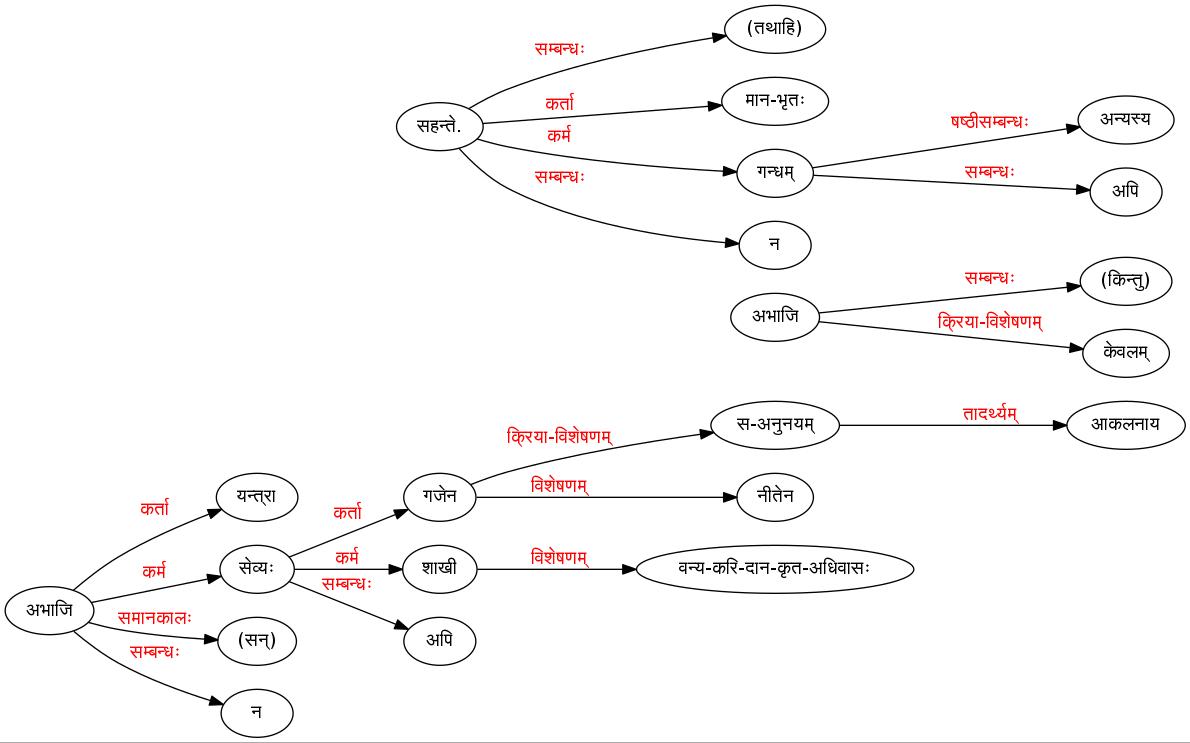 (तथाहि)
सम्बन्धः
कर्ता
मान-भृतः
सहन्ते.
कर्म
षष्ठीसम्बन्धः
अन्यस्य
गन्धम्
सम्बन्धः
सम्बन्धः
अपि
न
सम्बन्धः
(किन्तु)
अभाजि
क्रिया-विशेषणम्
केवलम्
स-अनुनयम्
तादर्थ्यम्
आकलनाय
क्रिया-विशेषणम्
यन्त्रा
कर्ता
गजेन
विशेषणम्
नीतेन
कर्ता
कर्म
सेव्यः
कर्म
शाखी
विशेषणम्
वन्य-करि-दान-कृत-अधिवासः
सम्बन्धः
अभाजि
समानकालः
(सन्)
अपि
सम्बन्धः
न